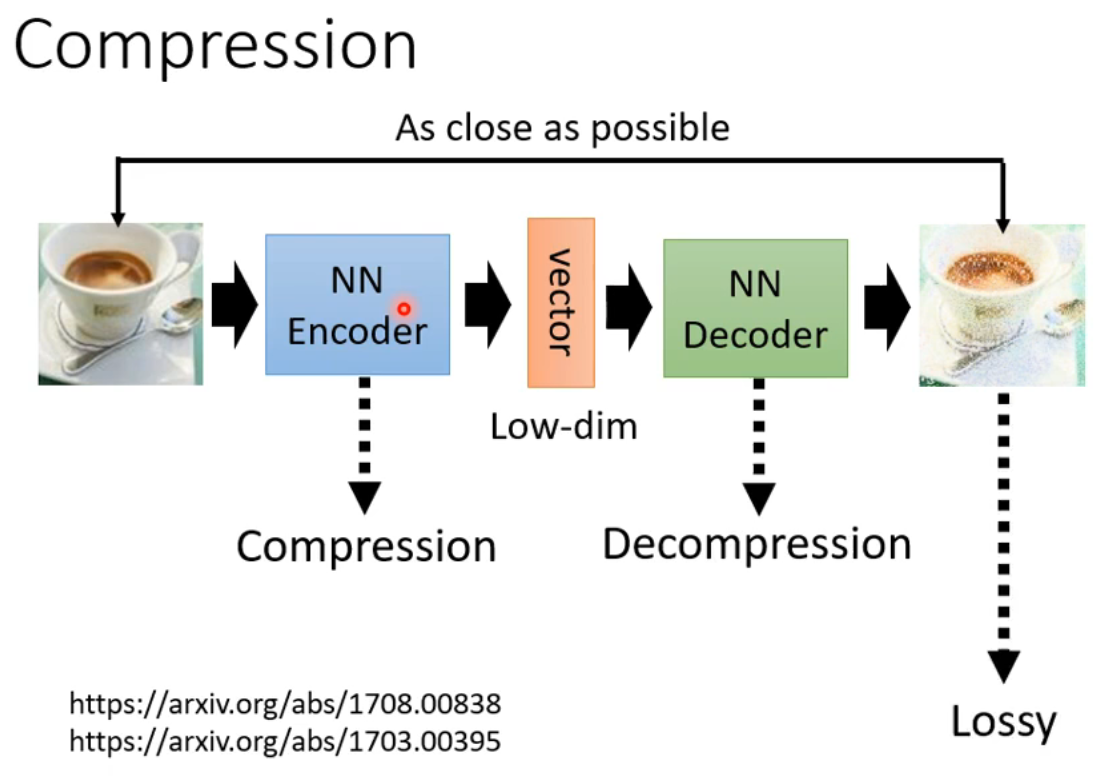 Compression
As close as possible
NN
Encoder
vector
NN
Decoder
Low-dim
Compression
Decompression
Lossy
https://arxiv.org/abs/1708.00838
https://arxiv.org/abs/1703.00395